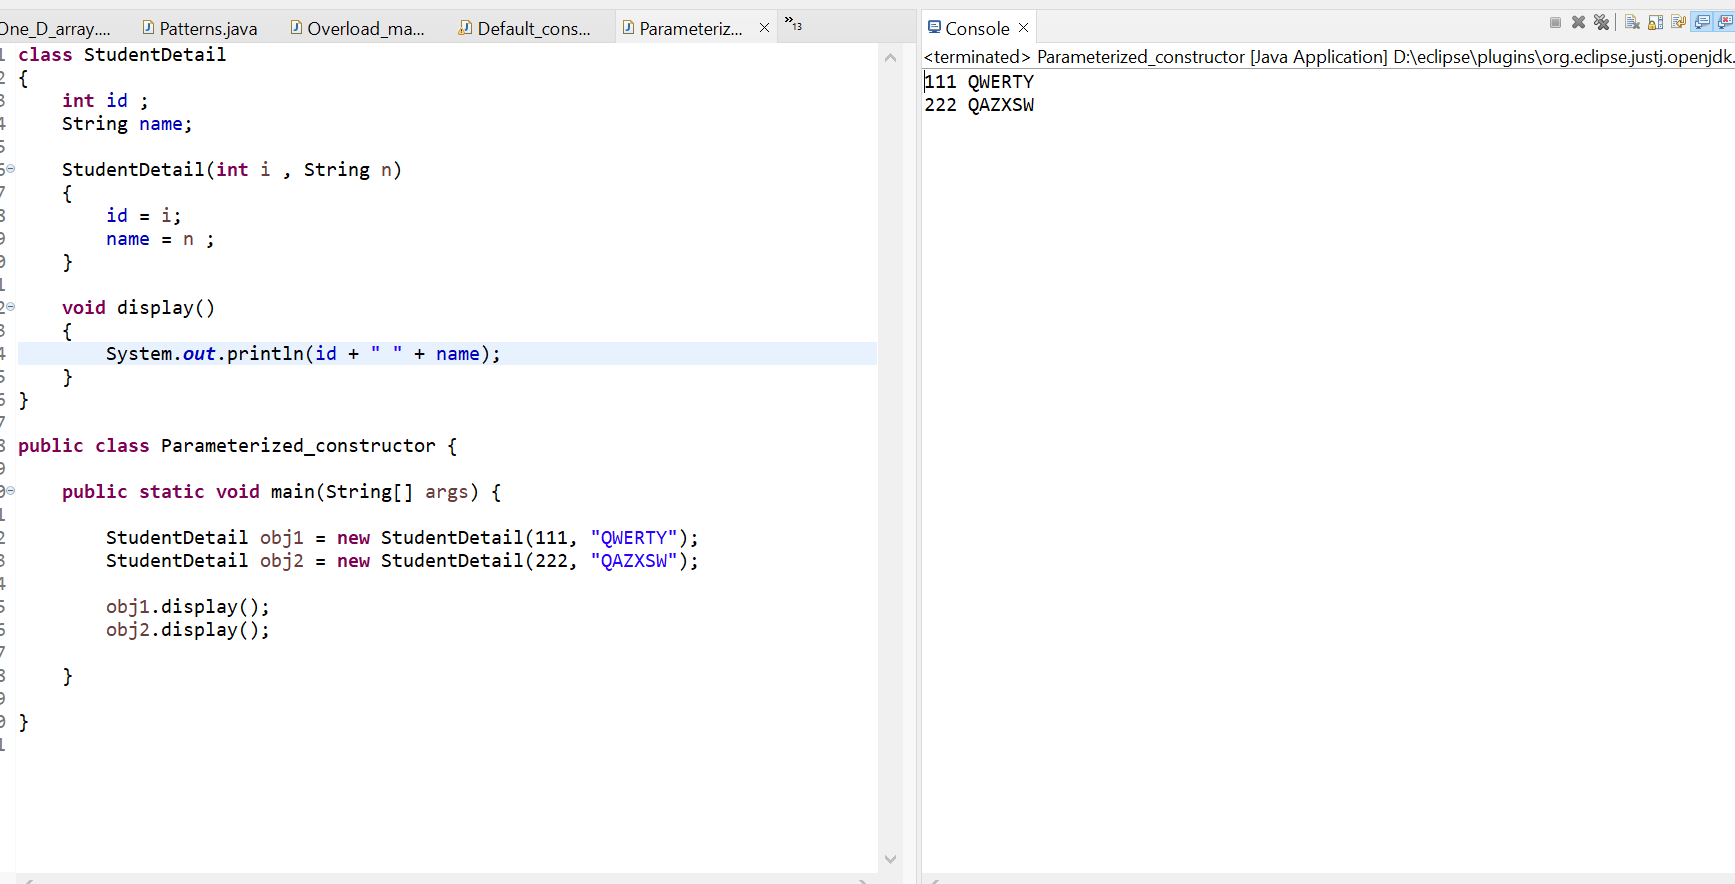 One_D_array.... Patterns.java Overload_ma... Default_cons... Parameteriz... »13
class StudentDetail
{
    int id ;
    String name;

    StudentDetail(int i , String n)
    {
        id = i;
        name = n ;
    }

    void display()
    {
        System.out.println(id + " " + name);
    }
}

public class Parameterized_constructor {

    public static void main(String[] args) {

        StudentDetail obj1 = new StudentDetail(111, "QWERTY");
        StudentDetail obj2 = new StudentDetail(222, "QAZXSW");

        obj1.display();
        obj2.display();

    }

}
Console
<terminated> Parameterized_constructor [Java Application] D:\eclipse\plugins\org.eclipse.justj.openjdk.
111 QWERTY
222 QAZXSW